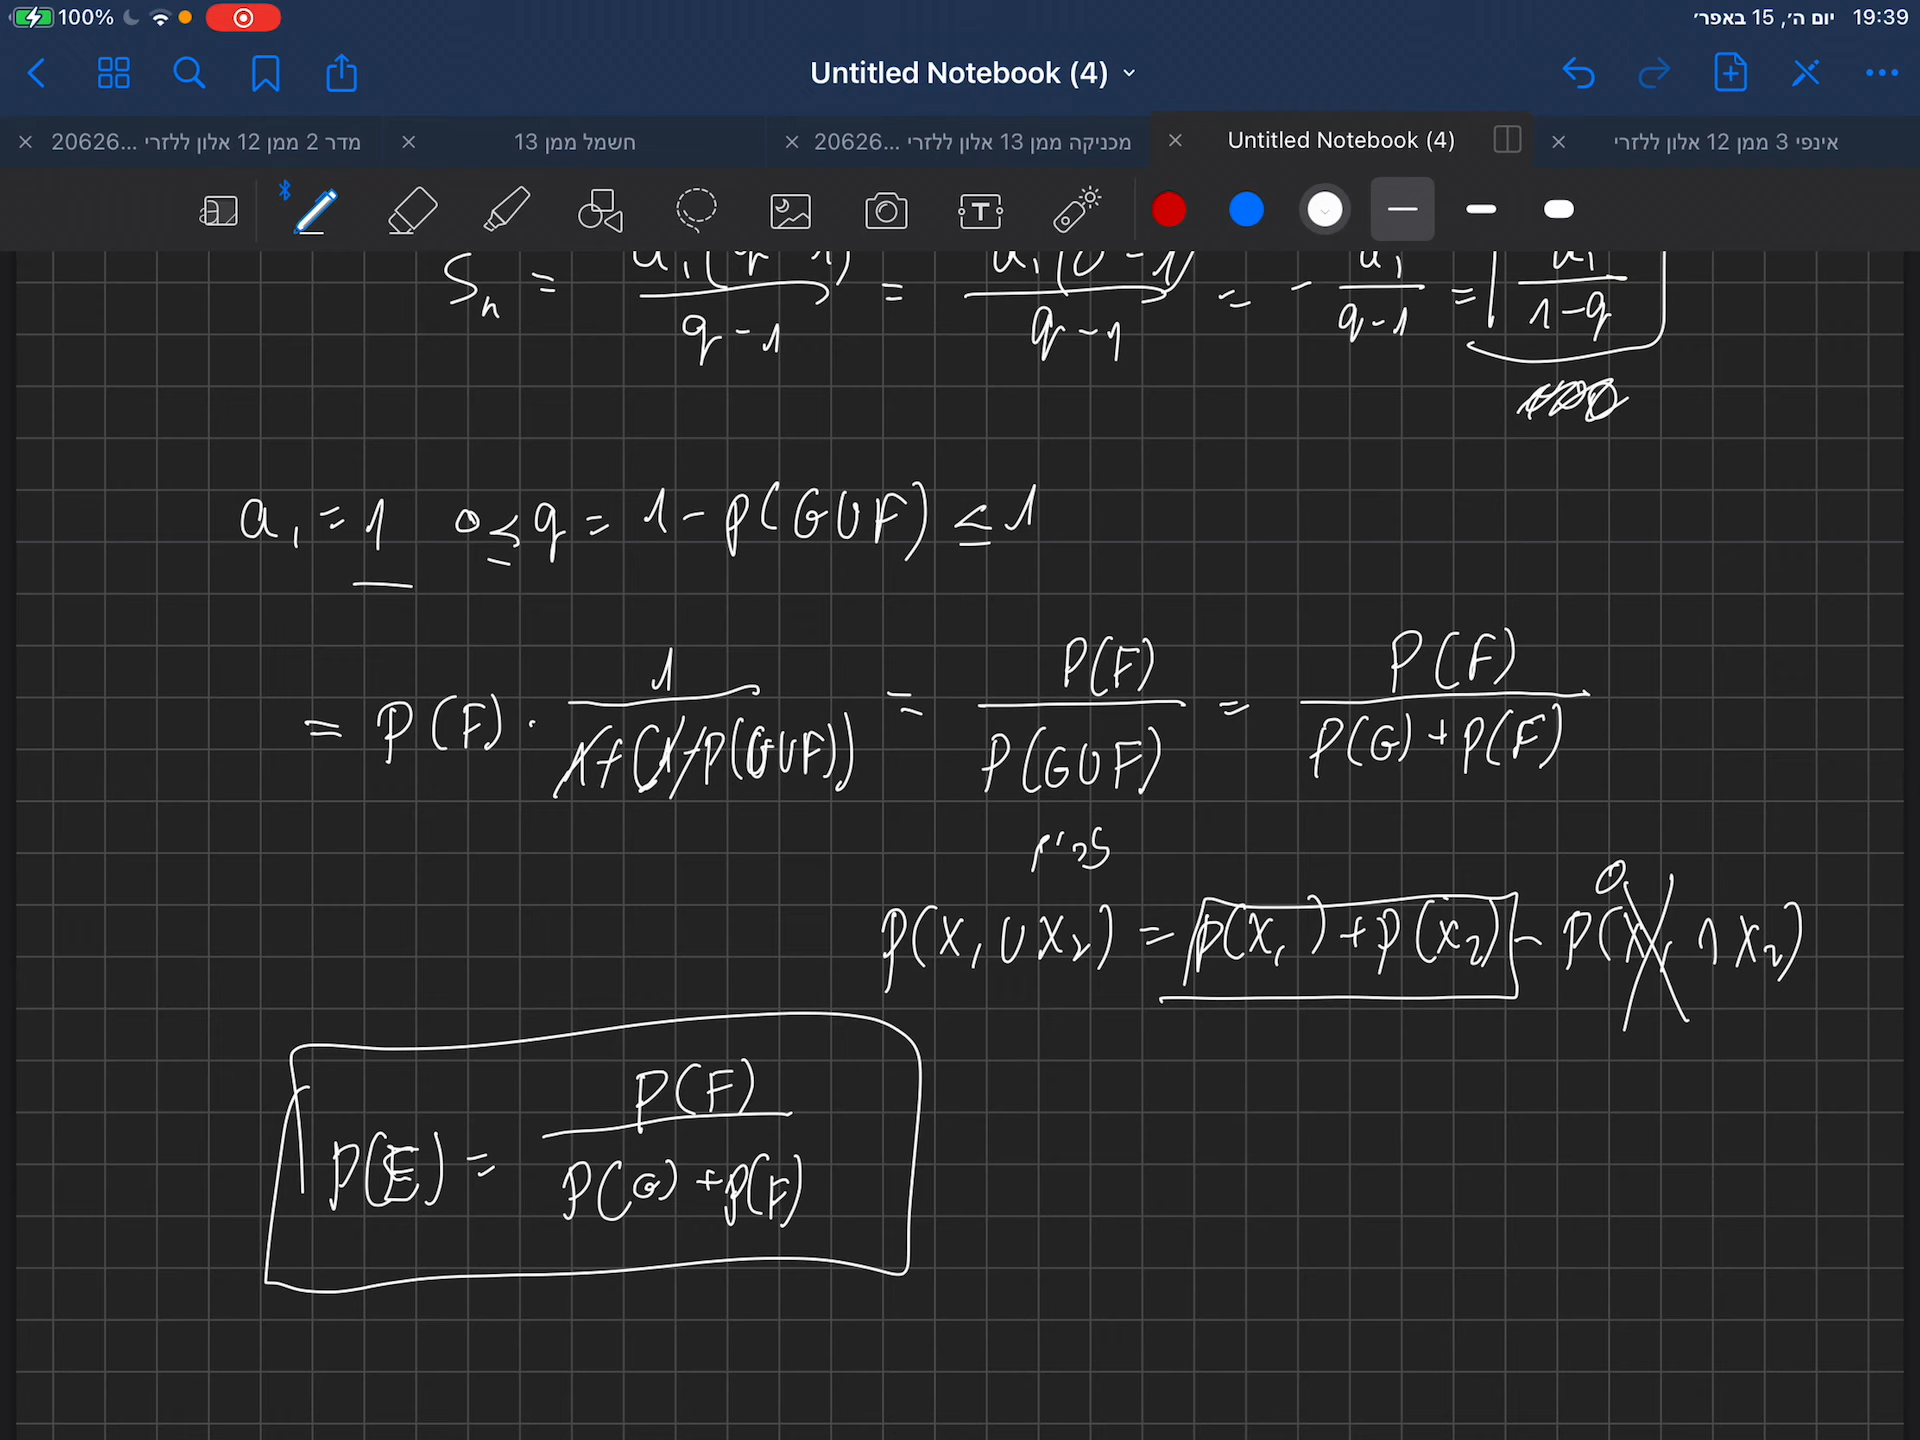 100% 19:39 יום ה׳, 15 באפר׳
Untitled Notebook (4)
מדר 2 ממן 12 אלון ללזרי ...20626
חשמל ממן 13
מכניקה ממן 13 אלון ללזרי ...20626
Untitled Notebook (4)
אינפי 3 ממן 12 אלון ללזרי
T
S_n = a_1(q^n-1)/(q-1) = a_1(0-1)/(q-1) = -a_1/(q-1) = a_1/(1-q)
a_1 = 1 0 ≤ q = 1 - P(G∪F) ≤ 1
= P(F) · 1/(1-(1-P(G∪F))) = P(F)/P(G∪F) = P(F)/(P(G)+P(F))
זרים
P(X_1 ∪ X_2) = P(X_1) + P(X_2) - P(X_1 ∩ X_2) 0
P(E) = P(F)/(P(G)+P(F))